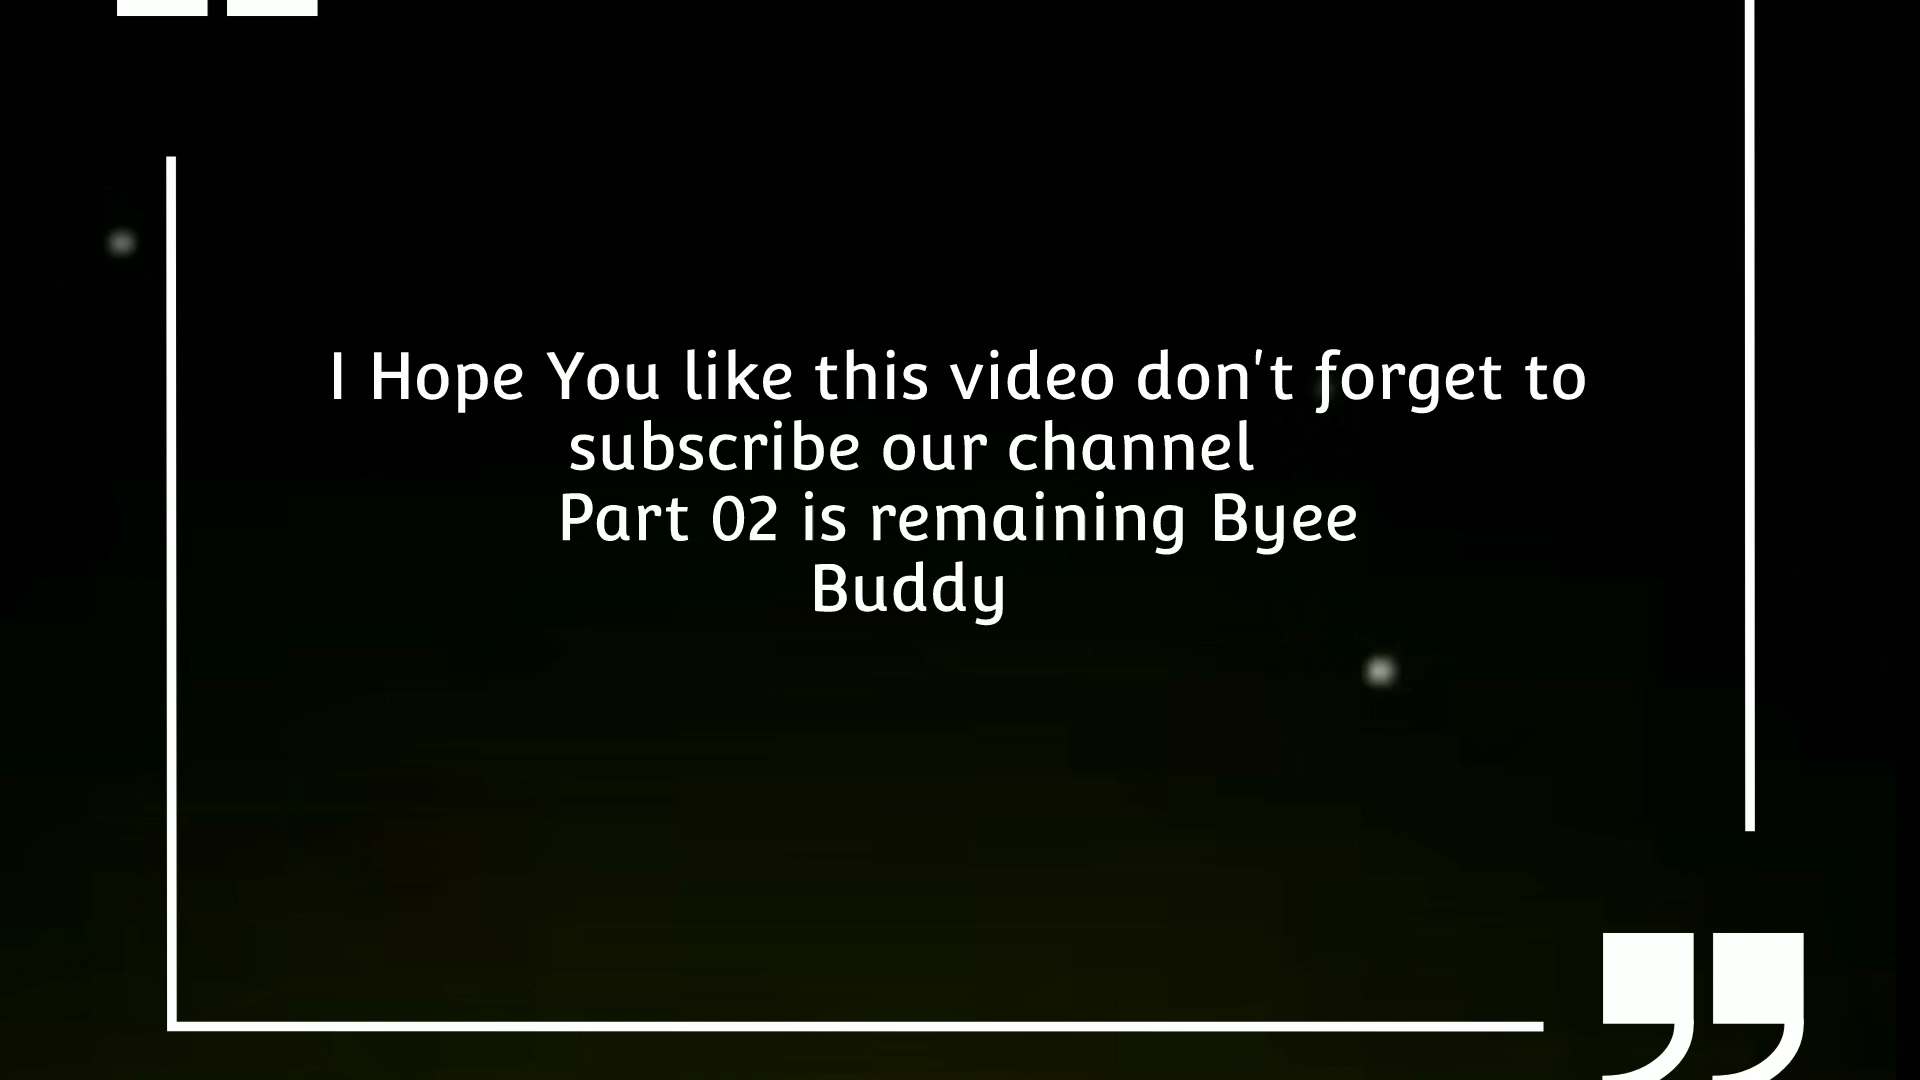 I Hope You like this video don't forget to
subscribe our channel
Part 02 is remaining Byee
Buddy